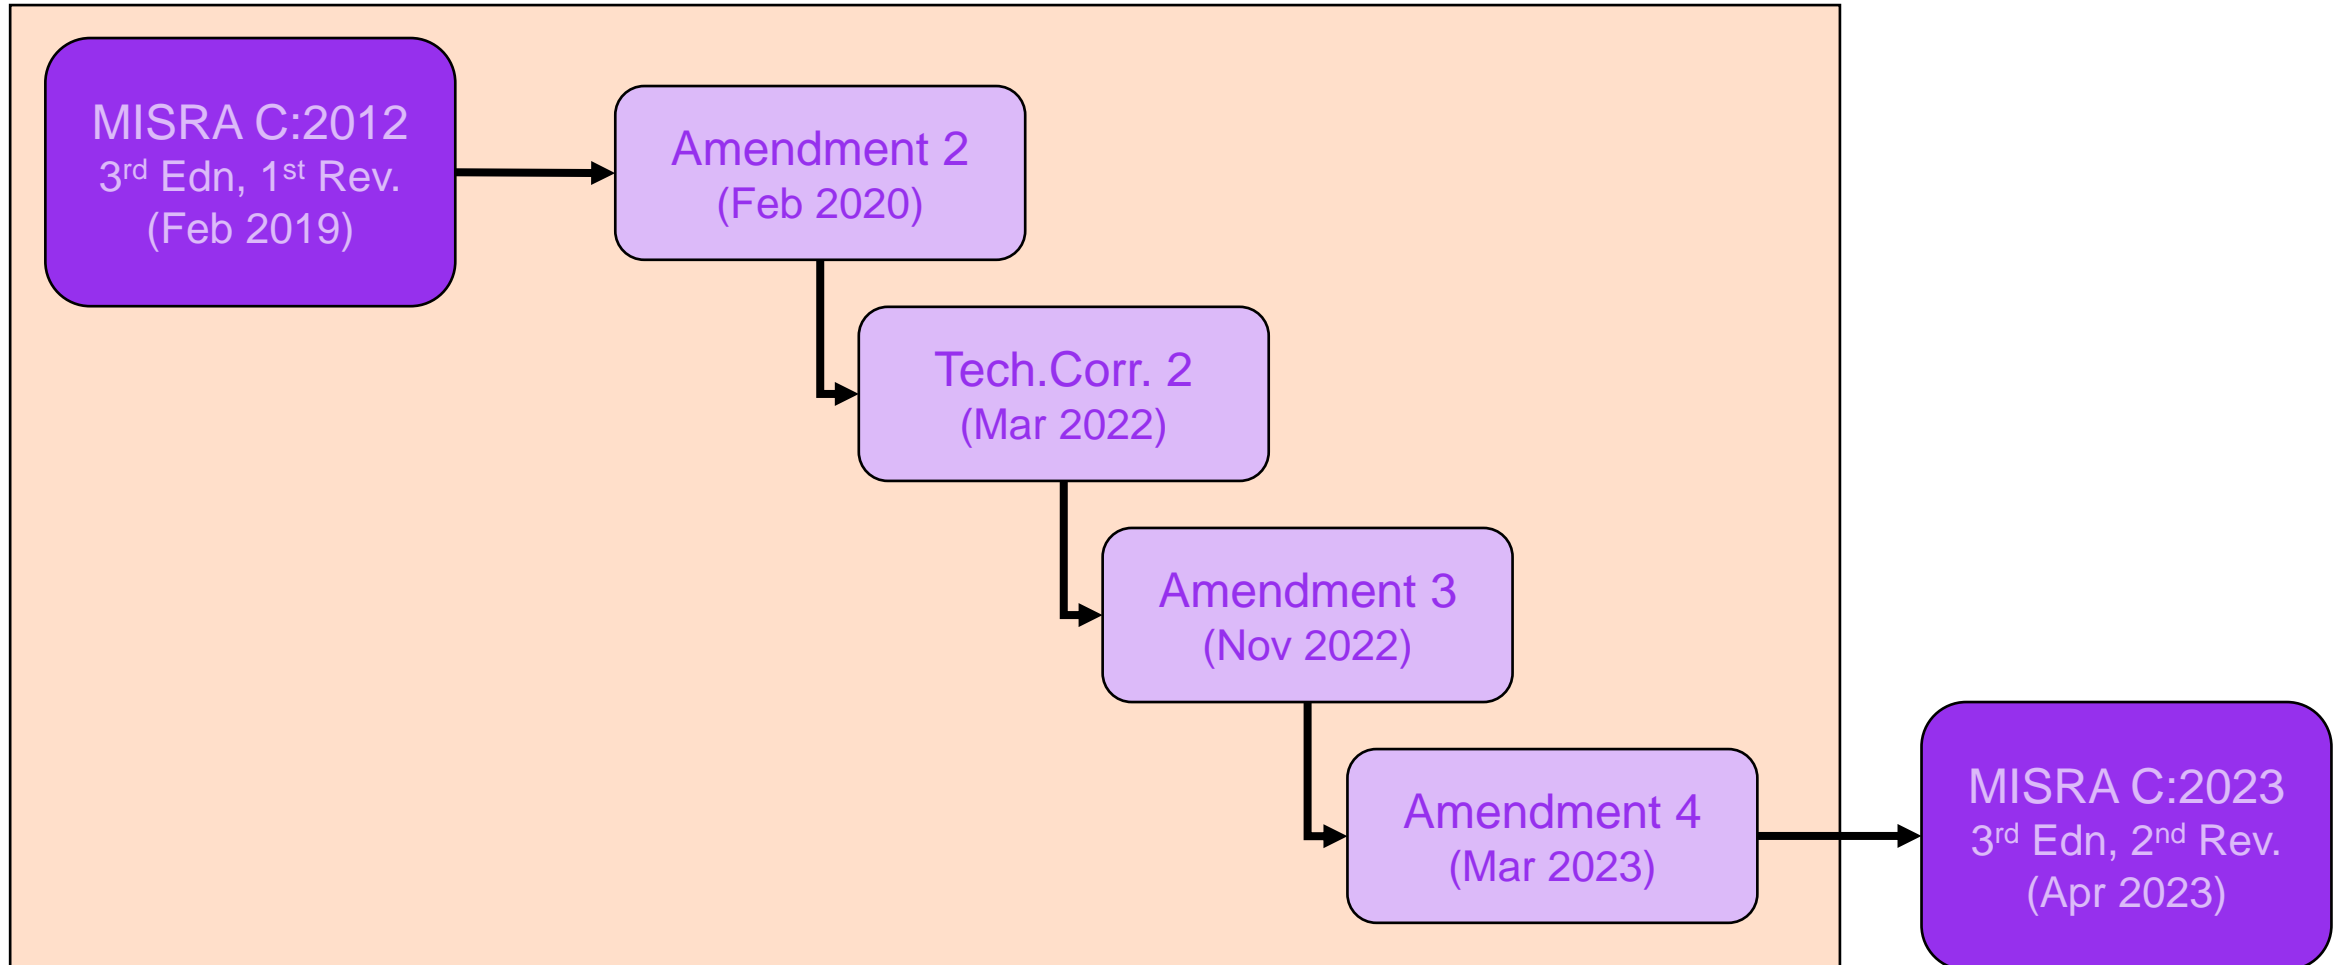 MISRA C:2012
3rd Edn, 1st Rev.
(Feb 2019)
Amendment 2
(Feb 2020)
Tech.Corr. 2
(Mar 2022)
Amendment 3
(Nov 2022)
Amendment 4
(Mar 2023)
MISRA C:2023
3rd Edn, 2nd Rev.
(Apr 2023)